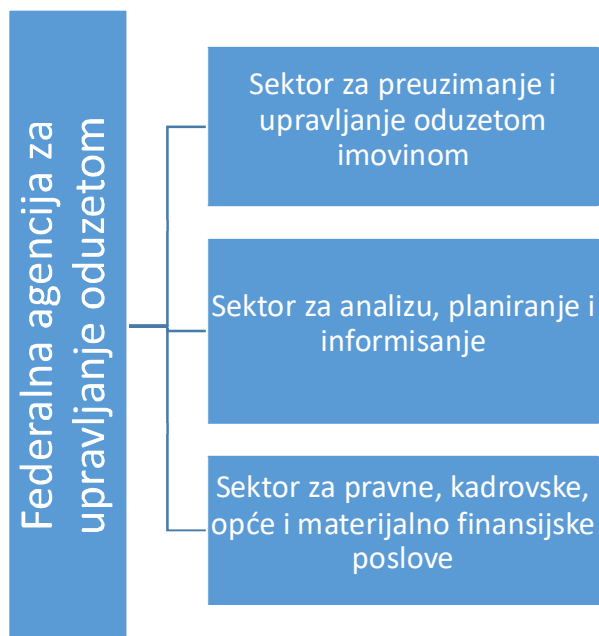 Federalna agencija za
upravljanje oduzetom
Sektor za preuzimanje i
upravljanje oduzetom
imovinom
Sektor za analizu, planiranje i
informisanje
Sektor za pravne, kadrovske,
opće i materijalno finansijske
poslove